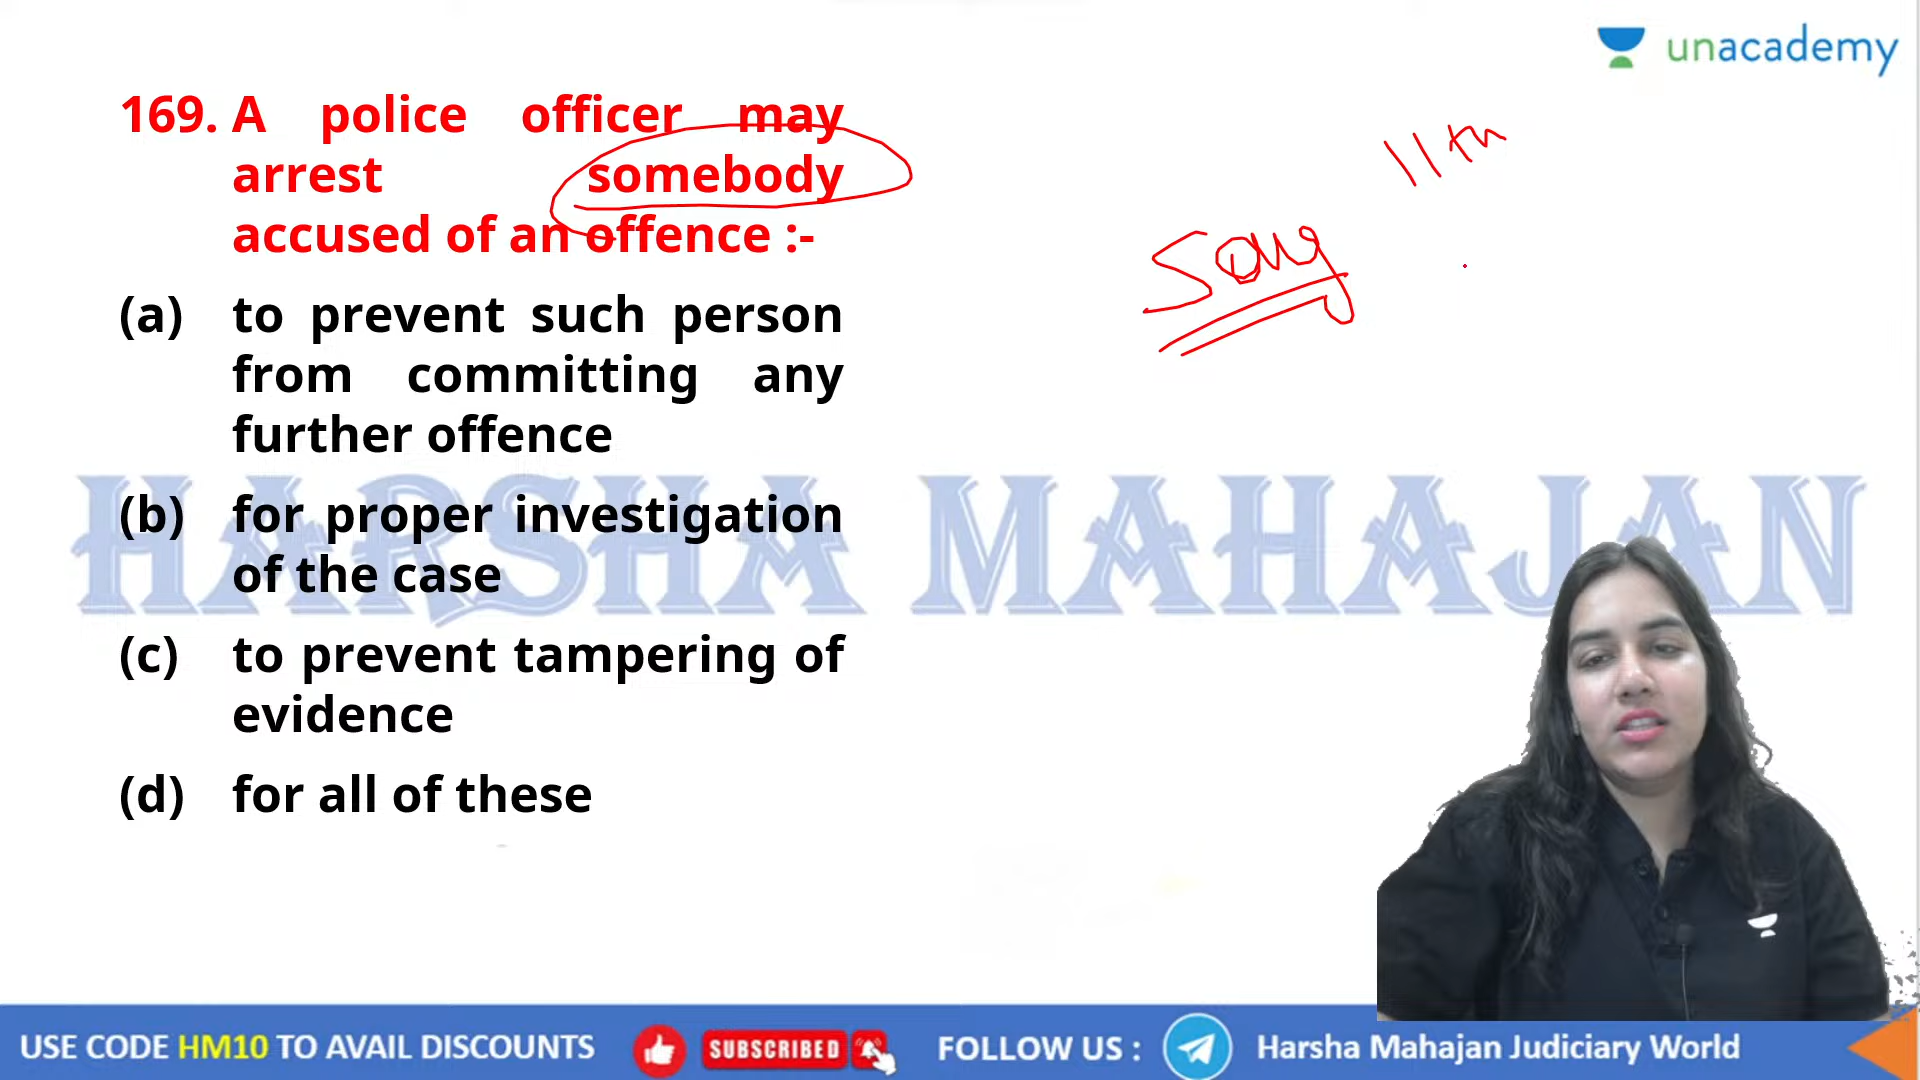 unacademy
169. A police officer may
arrest somebody
accused of an offence :-
11th
(a) to prevent such person
from committing any
further offence
(b) for proper investigation
of the case
(c) to prevent tampering of
evidence
(d) for all of these
HARSHA MAHAJAN
USE CODE HM10 TO AVAIL DISCOUNTS
SUBSCRIBED
FOLLOW US :
Harsha Mahajan Judiciary World